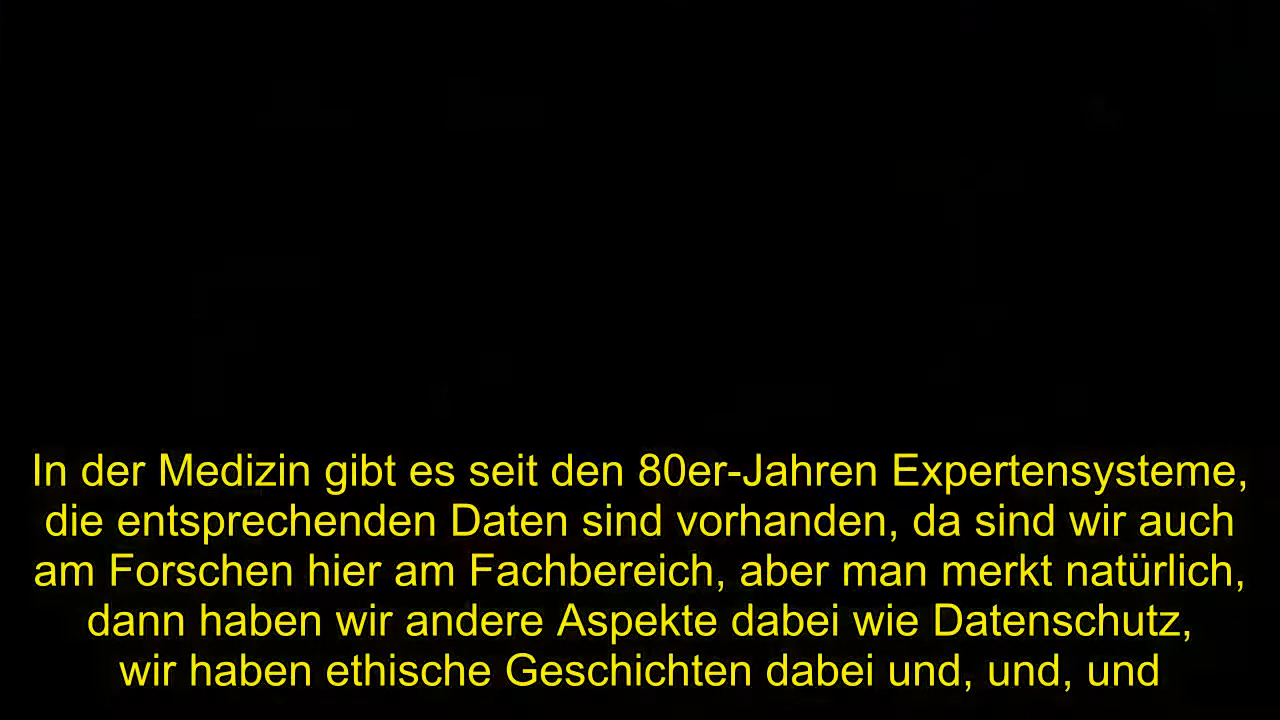 In der Medizin gibt es seit den 80er-Jahren Expertensysteme,
die entsprechenden Daten sind vorhanden, da sind wir auch
am Forschen hier am Fachbereich, aber man merkt natürlich,
dann haben wir andere Aspekte dabei wie Datenschutz,
wir haben ethische Geschichten dabei und, und, und